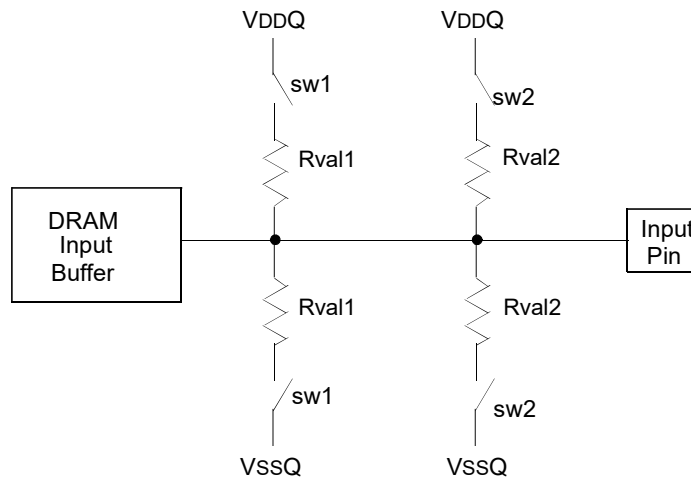 VDDQ
VDDQ
sw1
sw2
Rval1
Rval2
DRAM
Input
Buffer
Input
Pin
Rval1
Rval2
sw1
sw2
VSSQ
VSSQ